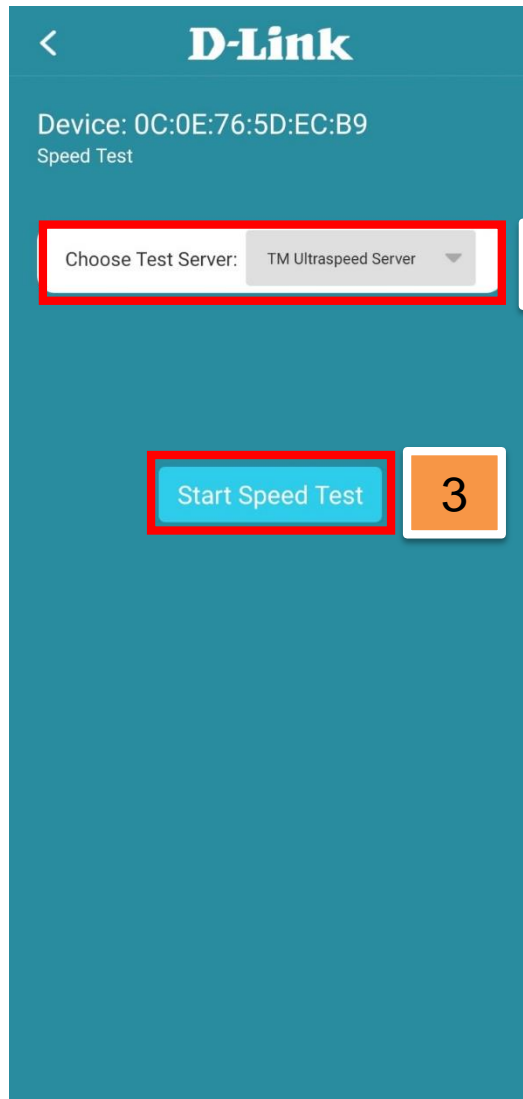 D-Link
Device: 0C:0E:76:5D:EC:B9
Speed Test
Choose Test Server: TM Ultraspeed Server
Start Speed Test
3